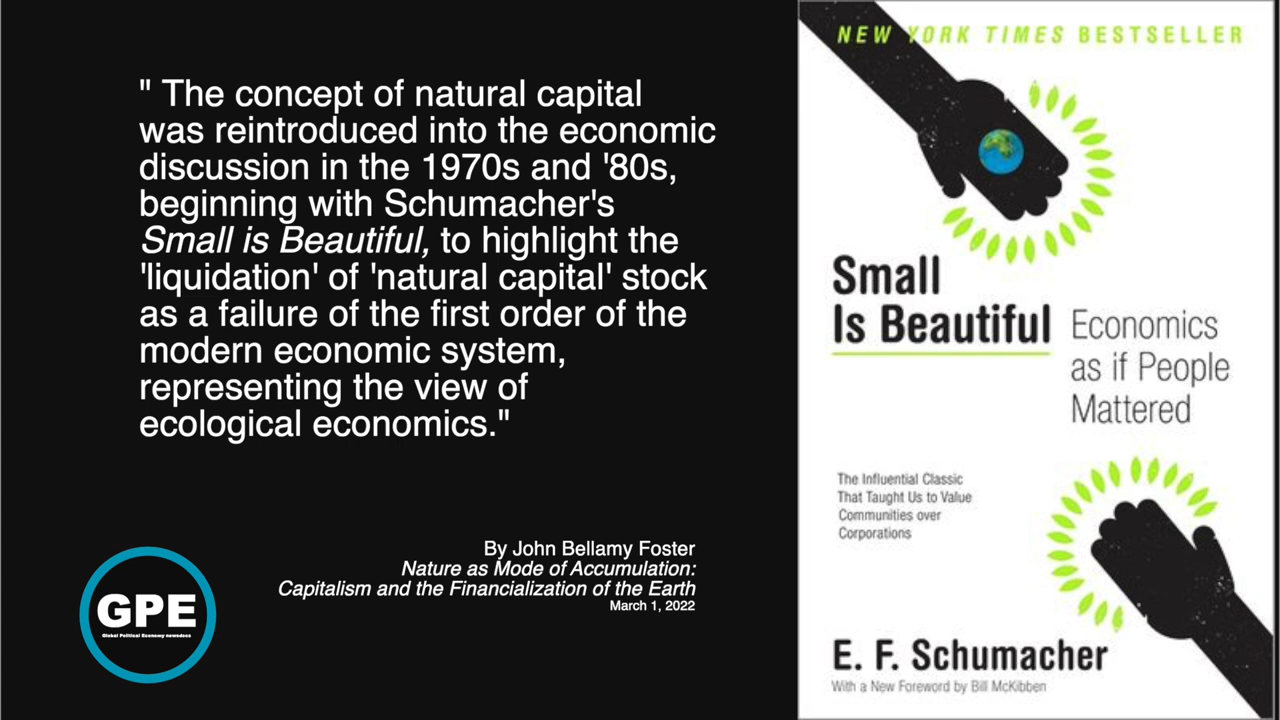 " The concept of natural capital
was reintroduced into the economic
discussion in the 1970s and '80s,
beginning with Schumacher's
Small is Beautiful, to highlight the
'liquidation' of 'natural capital' stock
as a failure of the first order of the
modern economic system,
representing the view of
ecological economics."
By John Bellamy Foster
Nature as Mode of Accumulation:
Capitalism and the Financialization of the Earth
March 1, 2022
GPE
Global Political Economy newsdocs
NEW YORK TIMES BESTSELLER
Small
Is Beautiful
Economics
as if People
Mattered
The Influential Classic
That Taught Us to Value
Communities over
Corporations
E. F. Schumacher
With a New Foreword by Bill McKibben